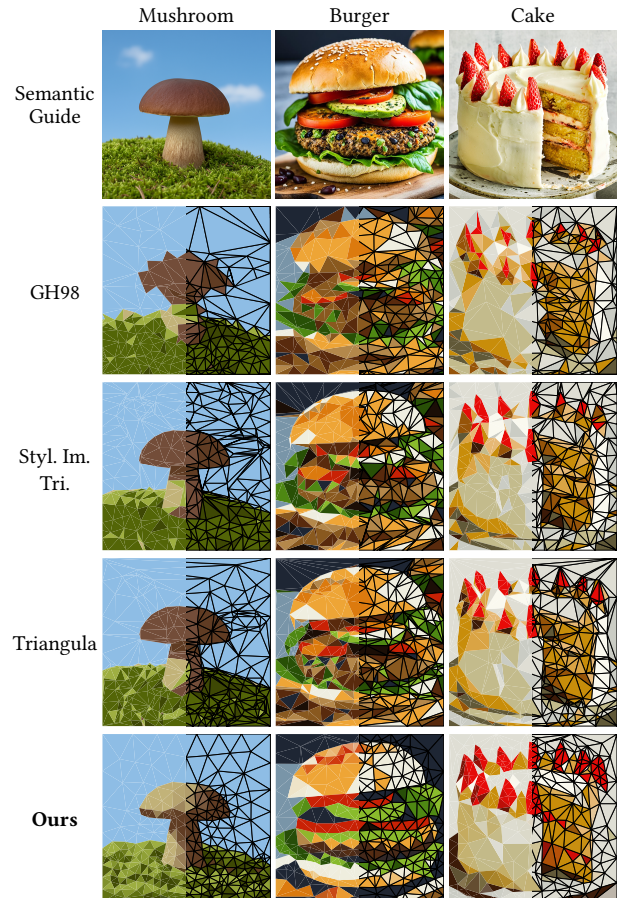 Mushroom Burger Cake
Semantic
Guide
GH98
Styl. Im.
Tri.
Triangula
Ours